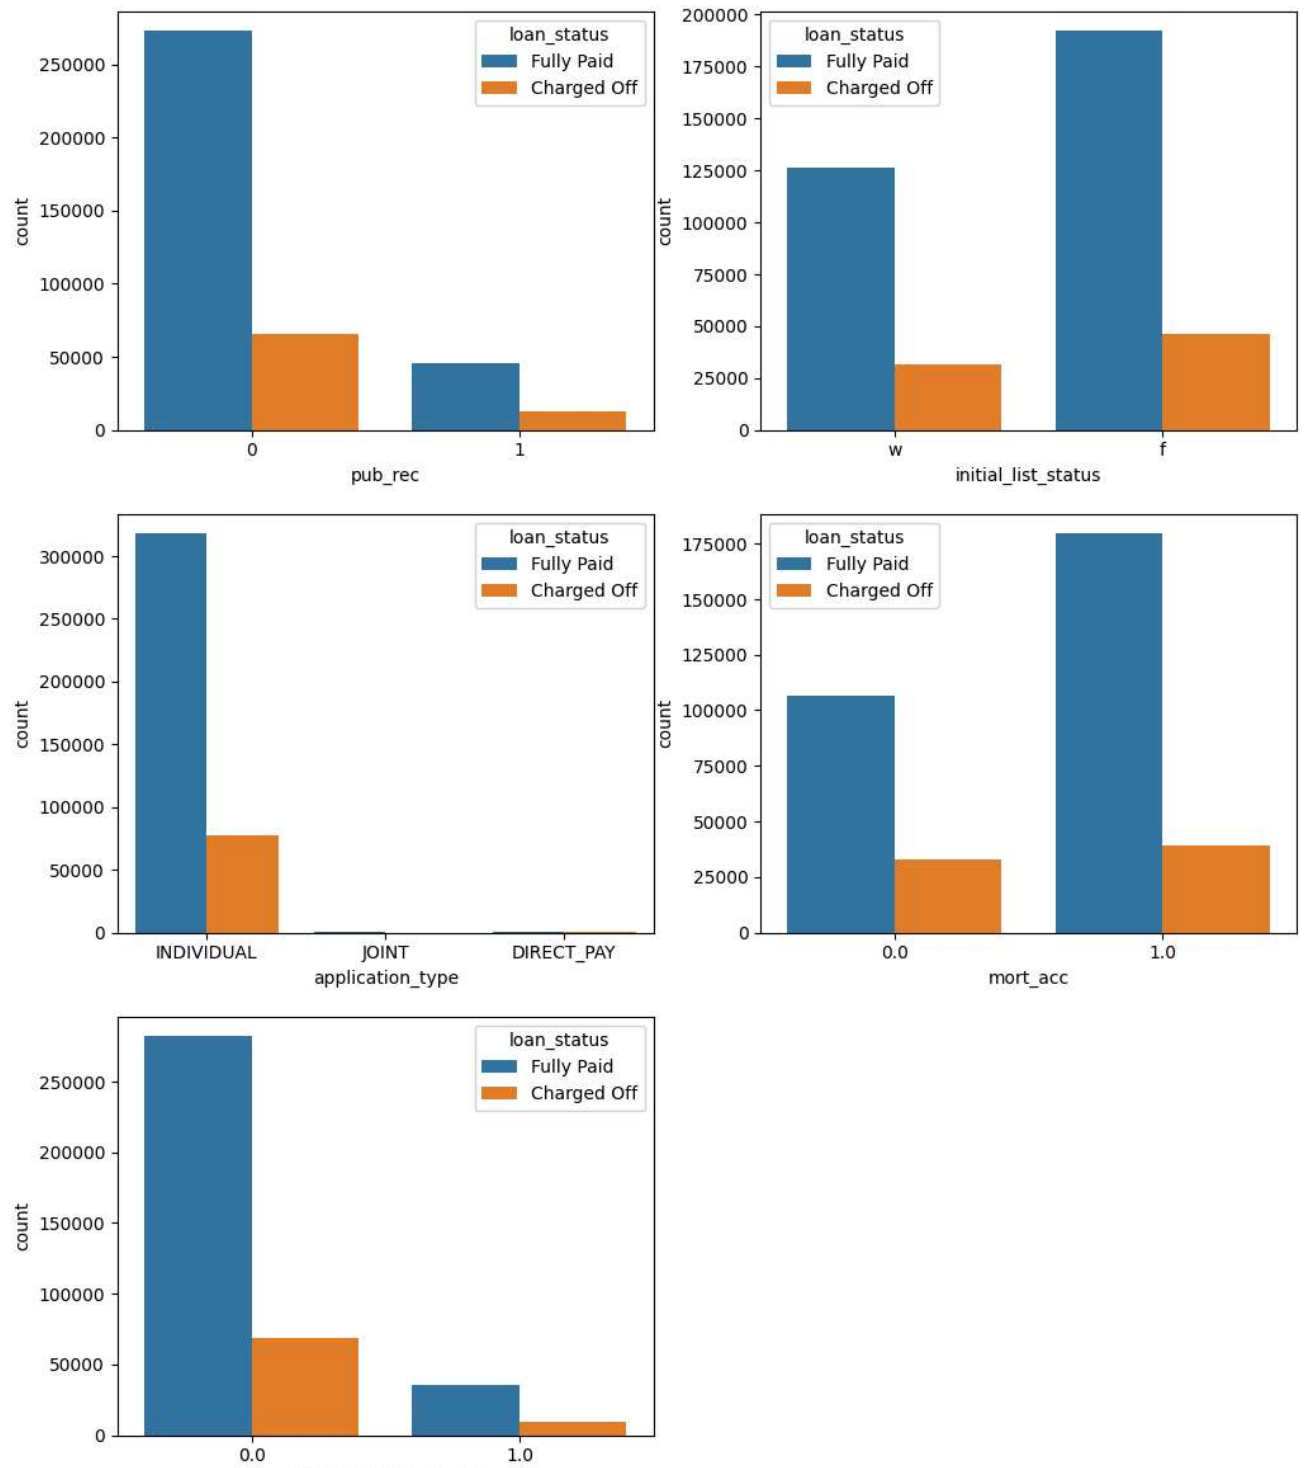 loan_status
Fully Paid
Charged Off
250000
200000
150000
100000
50000
0
count
0 1
pub_rec
loan_status
Fully Paid
Charged Off
200000
175000
150000
125000
100000
75000
50000
25000
0
count
w f
initial_list_status
loan_status
Fully Paid
Charged Off
300000
250000
200000
150000
100000
50000
0
count
INDIVIDUAL JOINT DIRECT_PAY
application_type
loan_status
Fully Paid
Charged Off
175000
150000
125000
100000
75000
50000
25000
0
count
0.0 1.0
mort_acc
loan_status
Fully Paid
Charged Off
250000
200000
150000
100000
50000
0
count
0.0 1.0